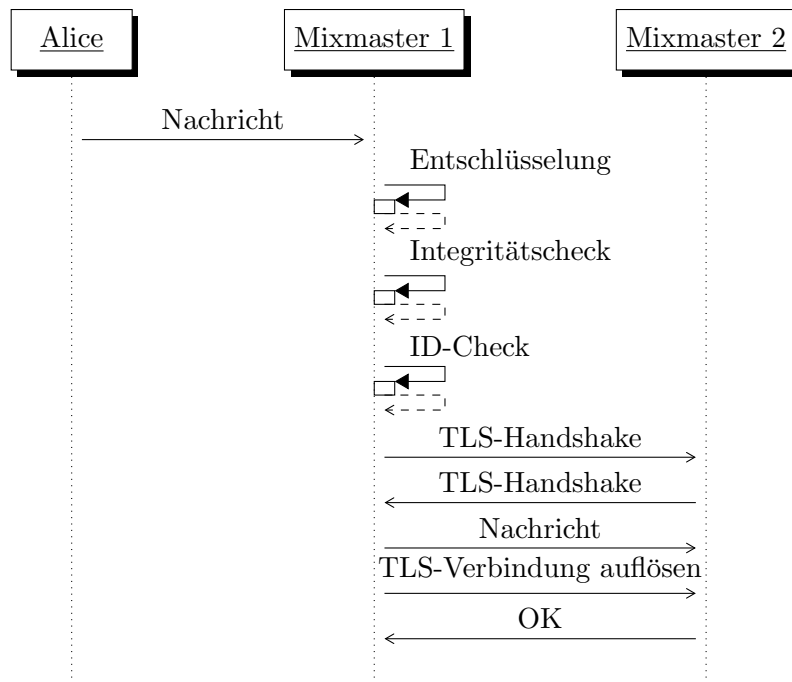 Alice
Mixmaster 1
Mixmaster 2
Nachricht
Entschlüsselung
Integritätscheck
ID-Check
TLS-Handshake
TLS-Handshake
Nachricht
TLS-Verbindung auflösen
OK